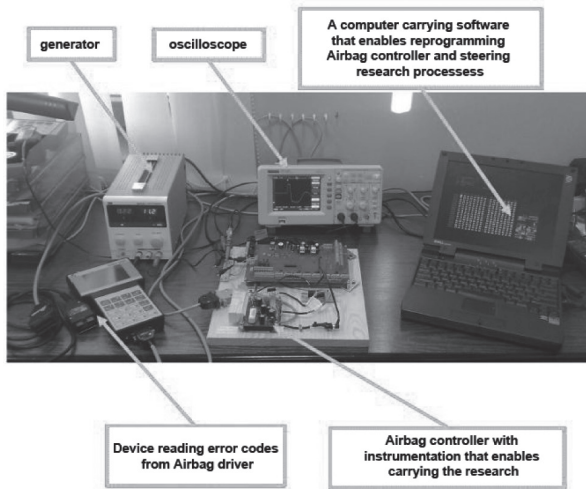 generator
oscilloscope
A computer carrying software
that enables reprogramming
Airbag controller and steering
research processess
Device reading error codes
from Airbag driver
Airbag controller with
instrumentation that enables
carrying the research